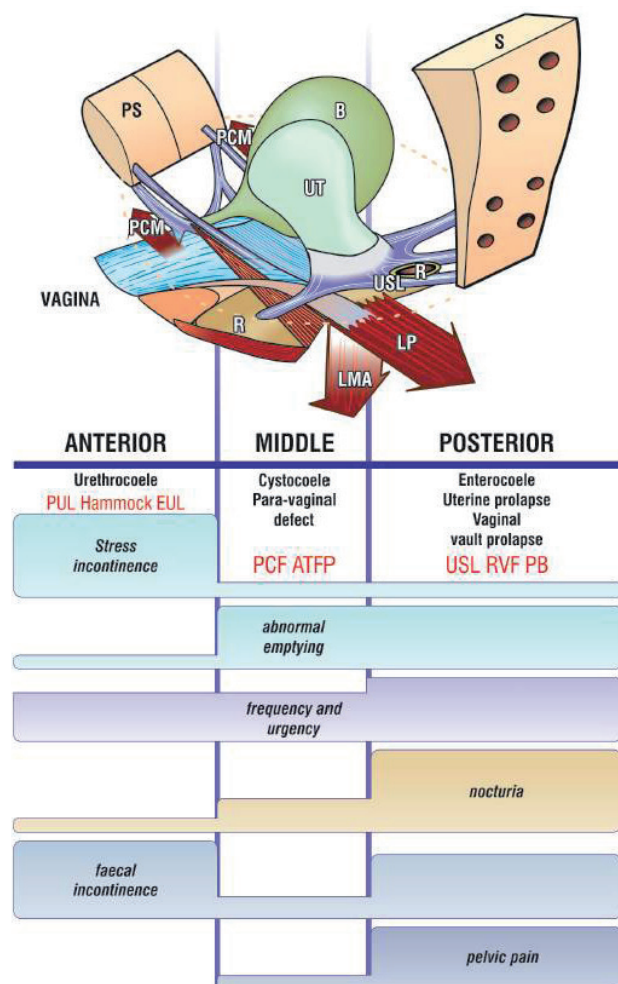 S
PS
B
PCM
UT
PCM
R
USL
VAGINA
R
LP
LMA
ANTERIOR
MIDDLE
POSTERIOR
Urethrocoele
PUL Hammock EUL
Cystocoele
Para-vaginal
defect
PCF ATFP
Enterocoele
Uterine prolapse
Vaginal
vault prolapse
USL RVF PB
Stress
incontinence
abnormal
emptying
frequency and
urgency
nocturia
faecal
incontinence
pelvic pain